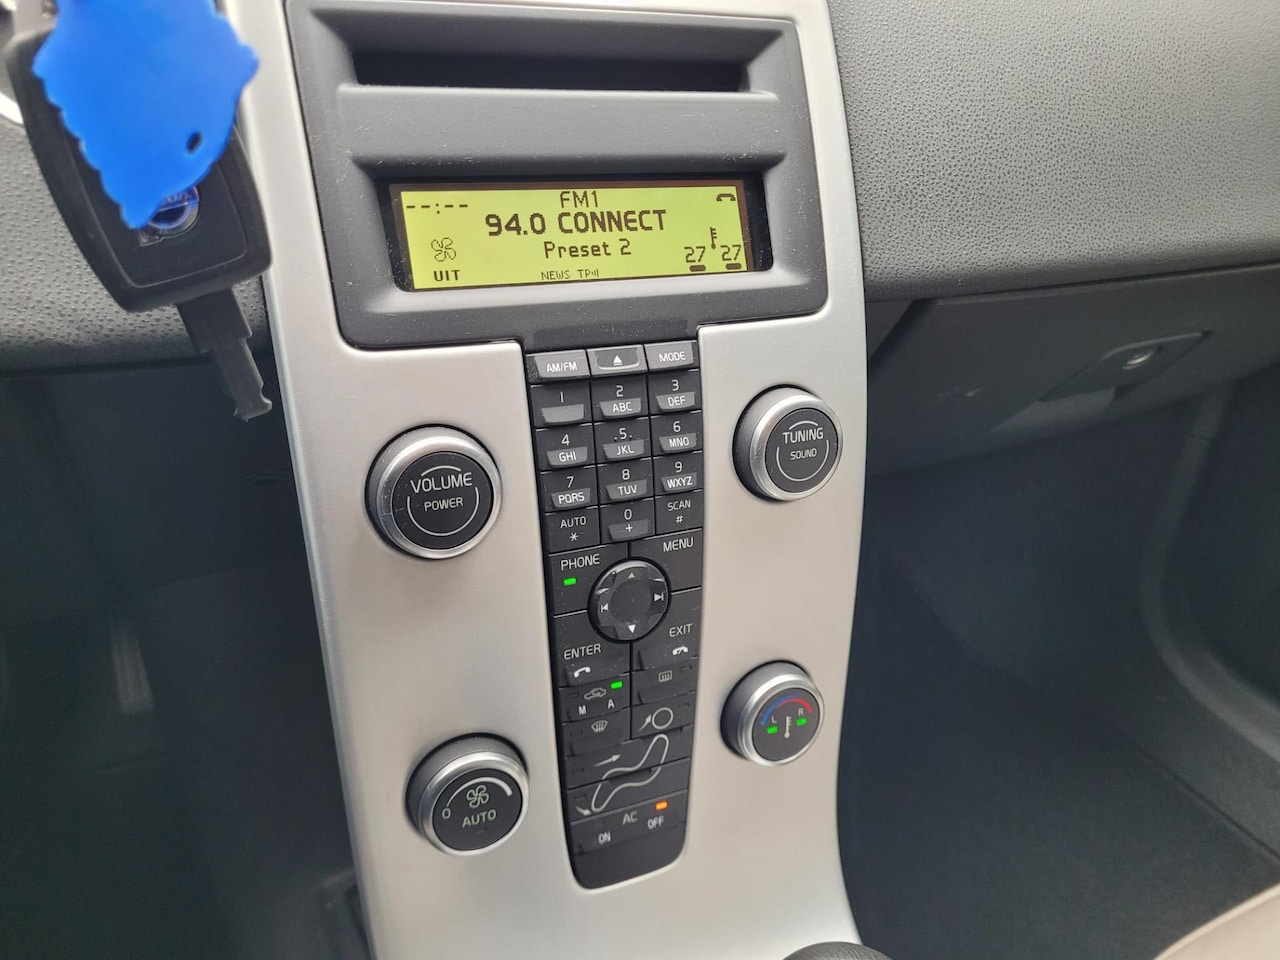 FM1
--:--
94.0 CONNECT
Preset 2
27 27
UIT
NEWS TP
AM/FM
MODE
1
2
ABC
3
DEF
4
GHI
5
JKL
6
MNO
7
PQRS
8
TUV
9
WXYZ
AUTO
*
0
+
SCAN
#
VOLUME
POWER
TUNING
SOUND
PHONE
MENU
ENTER
EXIT
M A
L R
0
AUTO
AC
ON OFF